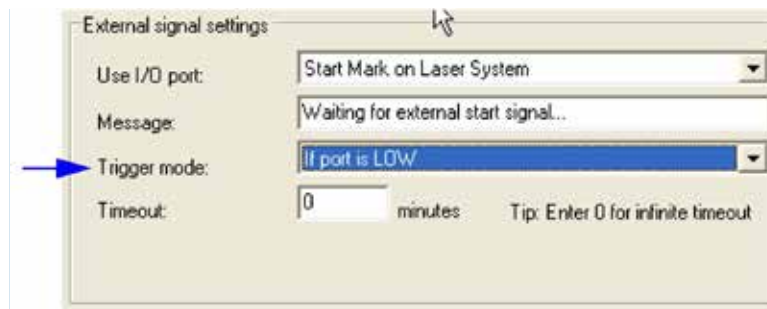 External signal settings
Use I/O port: Start Mark on Laser System
Message: Waiting for external start signal...
Trigger mode: If port is LOW
Timeout: 0 minutes Tip: Enter 0 for infinite timeout